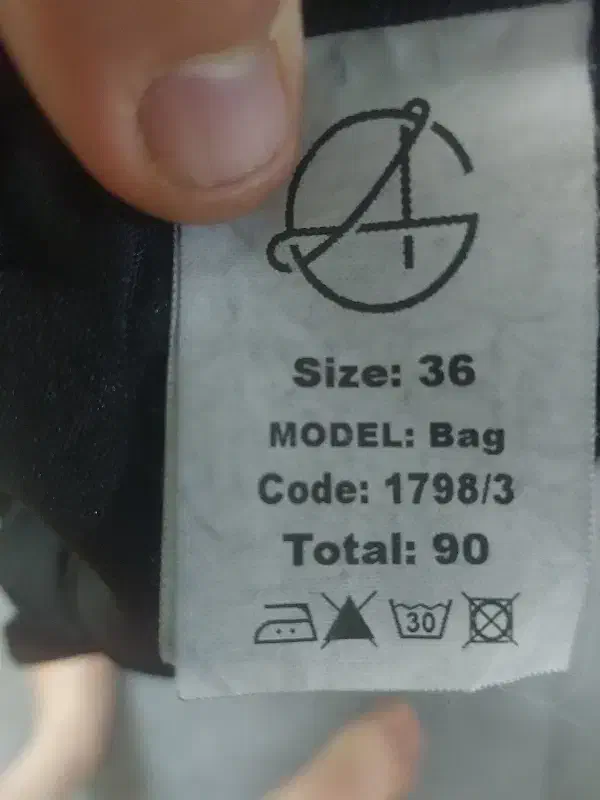 Size: 36
MODEL: Bag
Code: 1798/3
Total: 90
30